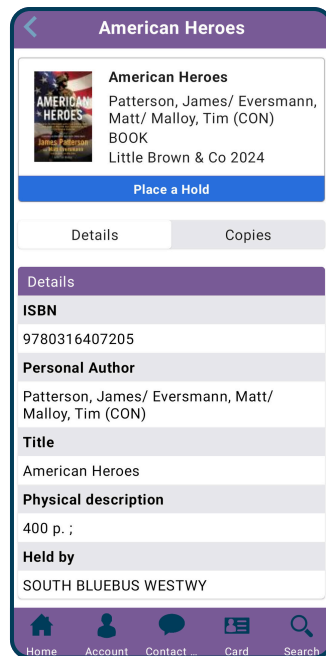 American Heroes
AMERICAN
HEROES
James Patterson
American Heroes
Patterson, James/ Eversmann,
Matt/ Malloy, Tim (CON)
BOOK
Little Brown & Co 2024
Place a Hold
Details
Copies
Details
ISBN
9780316407205
Personal Author
Patterson, James/ Eversmann, Matt/
Malloy, Tim (CON)
Title
American Heroes
Physical description
400 p. ;
Held by
SOUTH BLUEBUS WESTWY
Home
Account
Contact ...
Card
Search